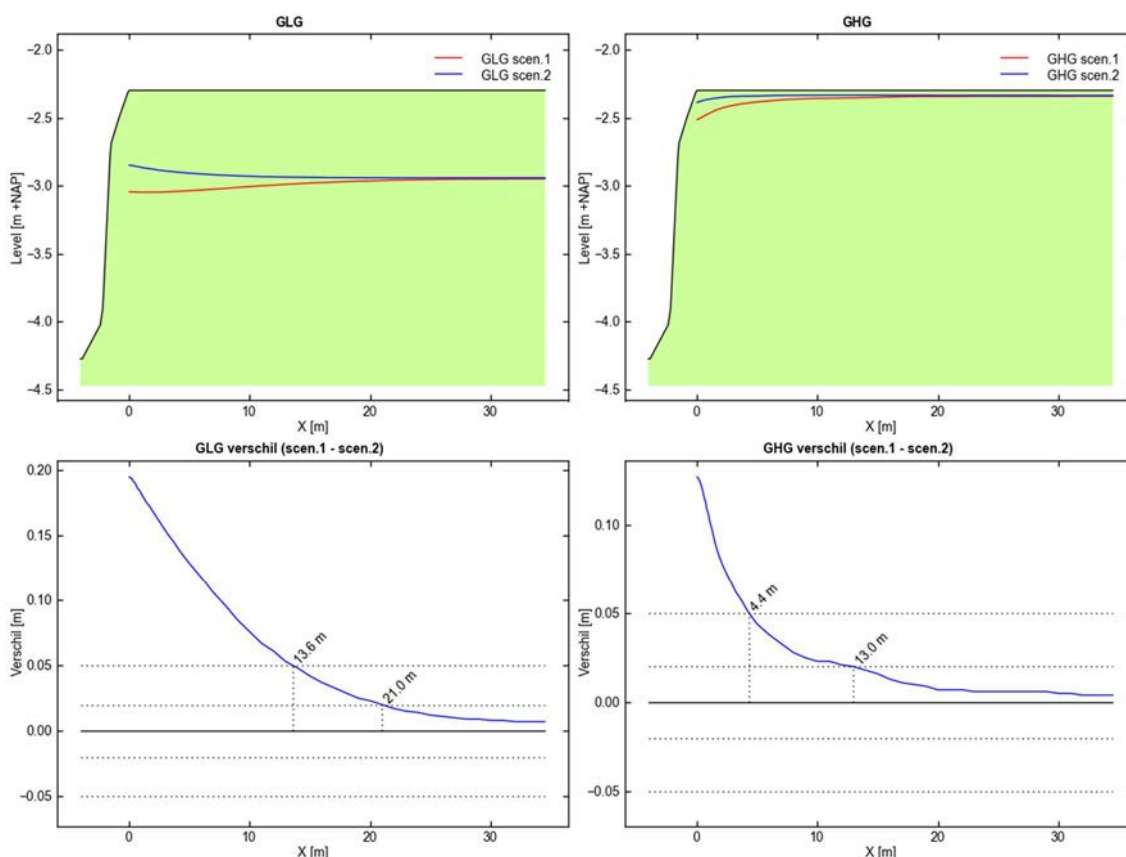 GLG
−2.0
−2.5
−3.0
−3.5
−4.0
−4.5
Level [m +NAP]
GLG scen.1
GLG scen.2
0
10
20
30
X [m]
GHG
−2.0
−2.5
−3.0
−3.5
−4.0
−4.5
Level [m +NAP]
GHG scen.1
GHG scen.2
0
10
20
30
X [m]
GLG verschil (scen.1 - scen.2)
0.20
0.15
0.10
0.05
0.00
−0.05
Verschil [m]
13.6 m
21.0 m
0
10
20
30
X [m]
GHG verschil (scen.1 - scen.2)
0.10
0.05
0.00
−0.05
Verschil [m]
4.4 m
13.0 m
0
10
20
30
X [m]